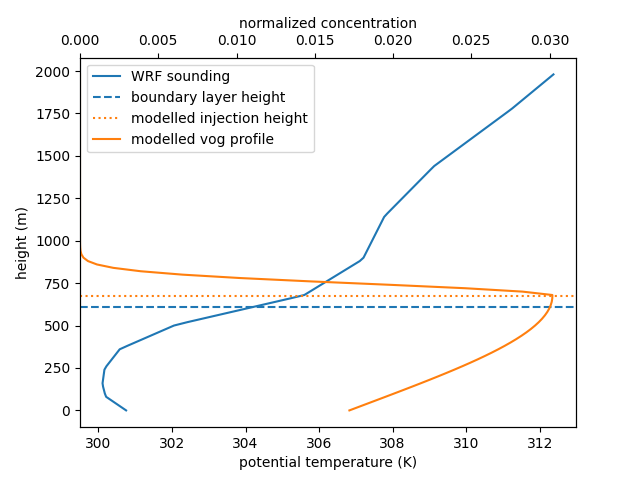 normalized concentration
0.000 0.005 0.010 0.015 0.020 0.025 0.030
WRF sounding
boundary layer height
modelled injection height
modelled vog profile
height (m)
2000
1750
1500
1250
1000
750
500
250
0
300 302 304 306 308 310 312
potential temperature (K)